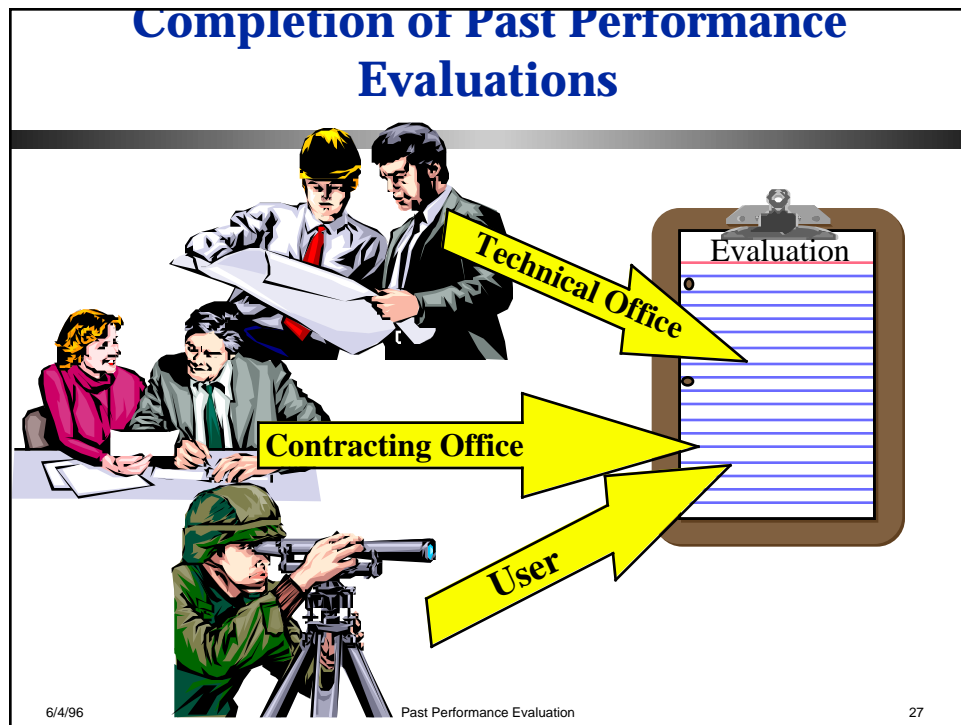 Completion of Past Performance
Evaluations
Evaluation
Technical Office
Contracting Office
User
6/4/96
Past Performance Evaluation
27